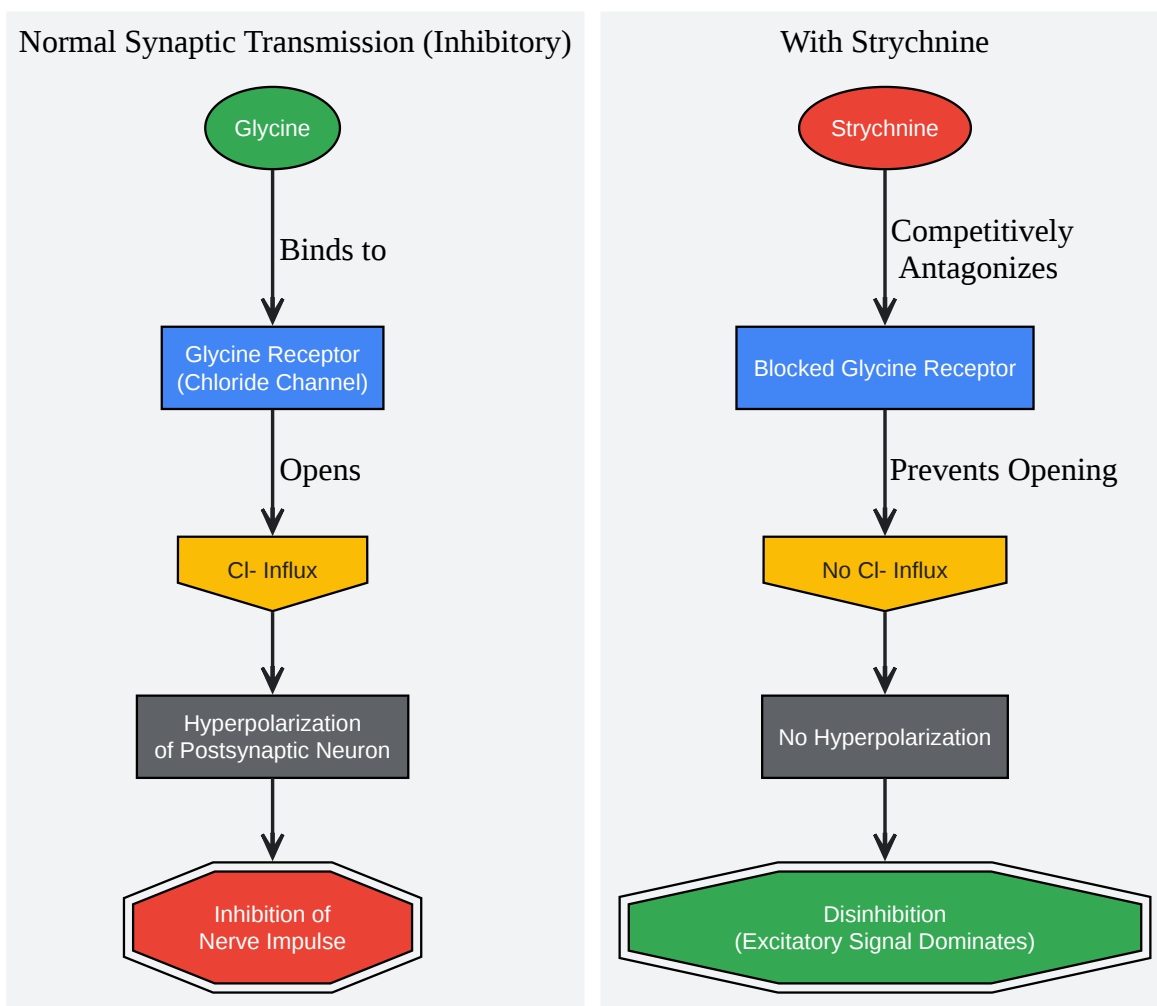 Normal Synaptic Transmission (Inhibitory)
Glycine
Binds to
Glycine Receptor
(Chloride Channel)
Opens
Cl- Influx
Hyperpolarization
of Postsynaptic Neuron
Inhibition of
Nerve Impulse
With Strychnine
Strychnine
Competitively
Antagonizes
Blocked Glycine Receptor
Prevents Opening
No Cl- Influx
No Hyperpolarization
Disinhibition
(Excitatory Signal Dominates)